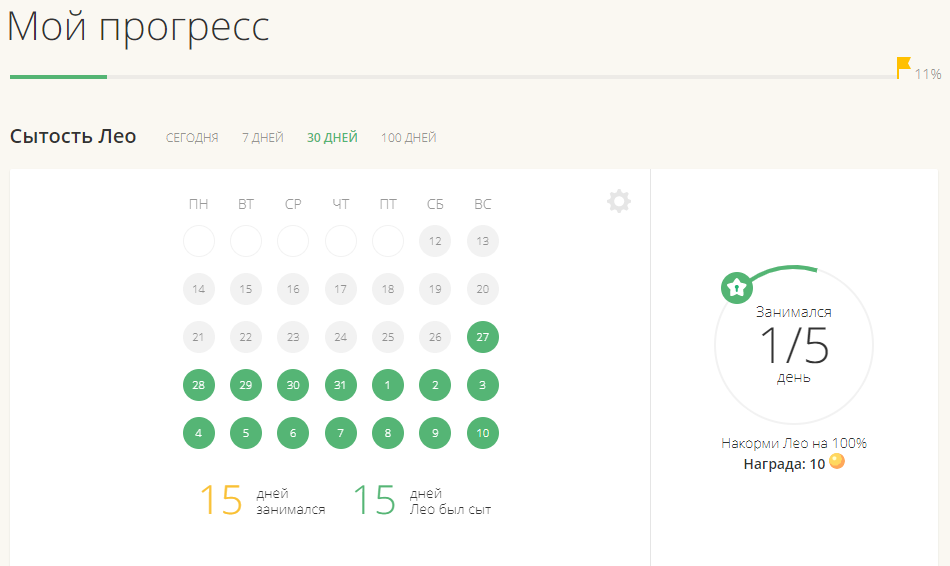 Мой прогресс
11%
Сытость Лео СЕГОДНЯ 7 ДНЕЙ 30 ДНЕЙ 100 ДНЕЙ
ПН ВТ СР ЧТ ПТ СБ ВС
12 13
14 15 16 17 18 19 20
21 22 23 24 25 26 27
28 29 30 31 1 2 3
4 5 6 7 8 9 10
15 дней
занимался
15 дней
Лео был сыт
Занимался
1/5
день
Накорми Лео на 100%
Награда: 10